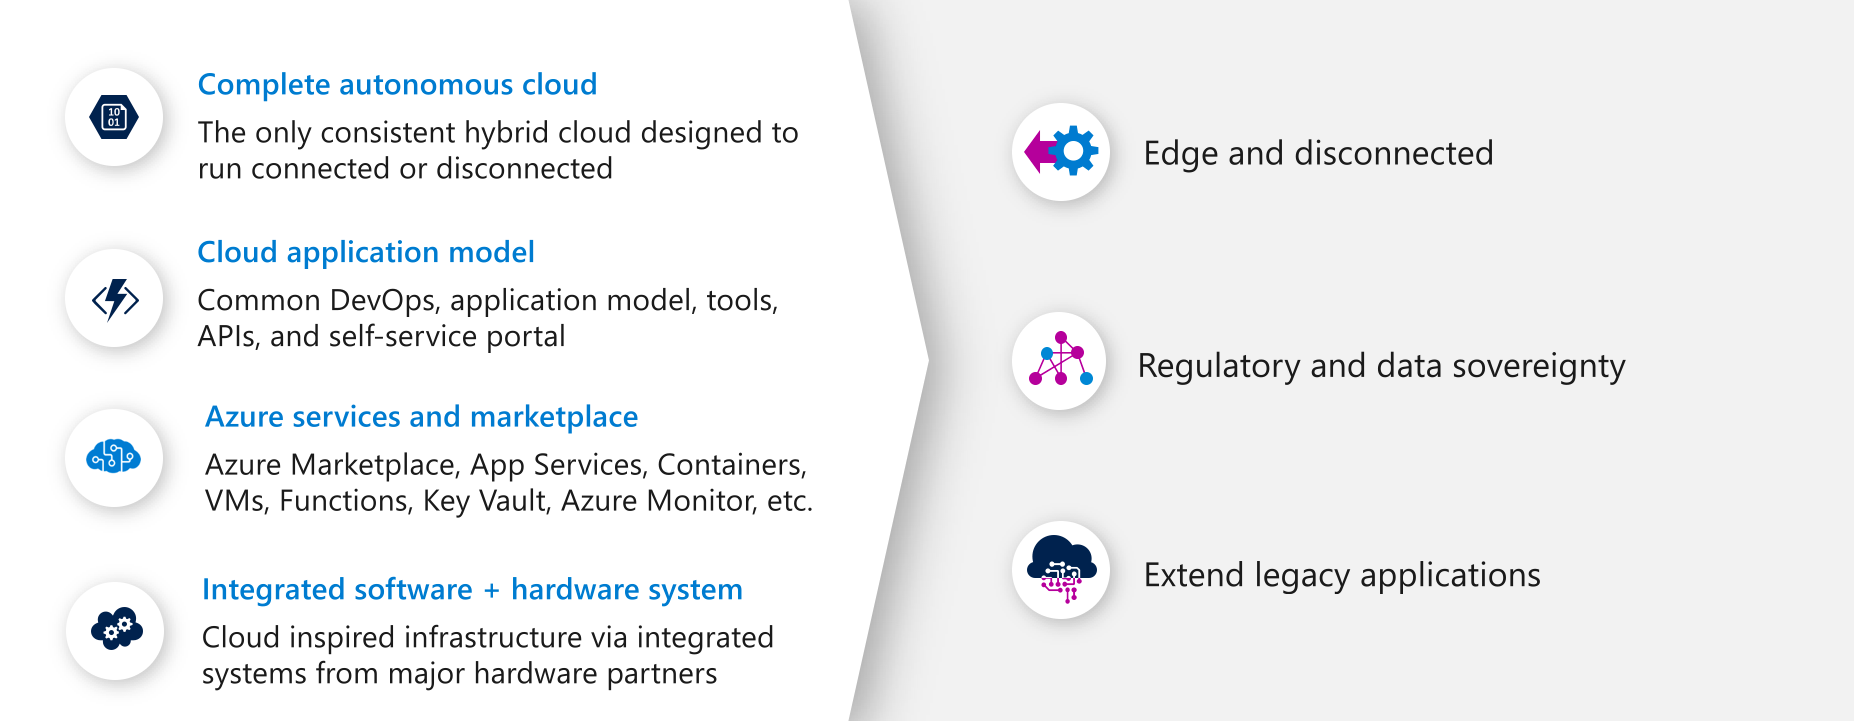 10
01
Complete autonomous cloud
The only consistent hybrid cloud designed to
run connected or disconnected
Cloud application model
Common DevOps, application model, tools,
APIs, and self-service portal
Azure services and marketplace
Azure Marketplace, App Services, Containers,
VMs, Functions, Key Vault, Azure Monitor, etc.
Integrated software + hardware system
Cloud inspired infrastructure via integrated
systems from major hardware partners
Edge and disconnected
Regulatory and data sovereignty
Extend legacy applications